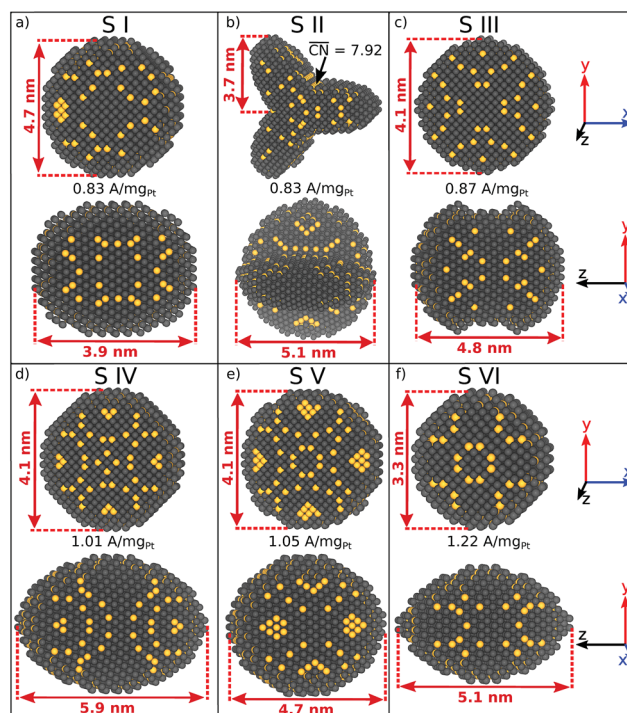 S I
S II
S III
a)
b)
c)
CN = 7.92
4.7 nm
3.7 nm
4.1 nm
y
x
z
0.83 A/mgPt
0.83 A/mgPt
0.87 A/mgPt
y
z
x
3.9 nm
5.1 nm
4.8 nm
S IV
S V
S VI
d)
e)
f)
4.1 nm
4.1 nm
3.3 nm
y
x
z
1.01 A/mgPt
1.05 A/mgPt
1.22 A/mgPt
y
z
x
5.9 nm
4.7 nm
5.1 nm